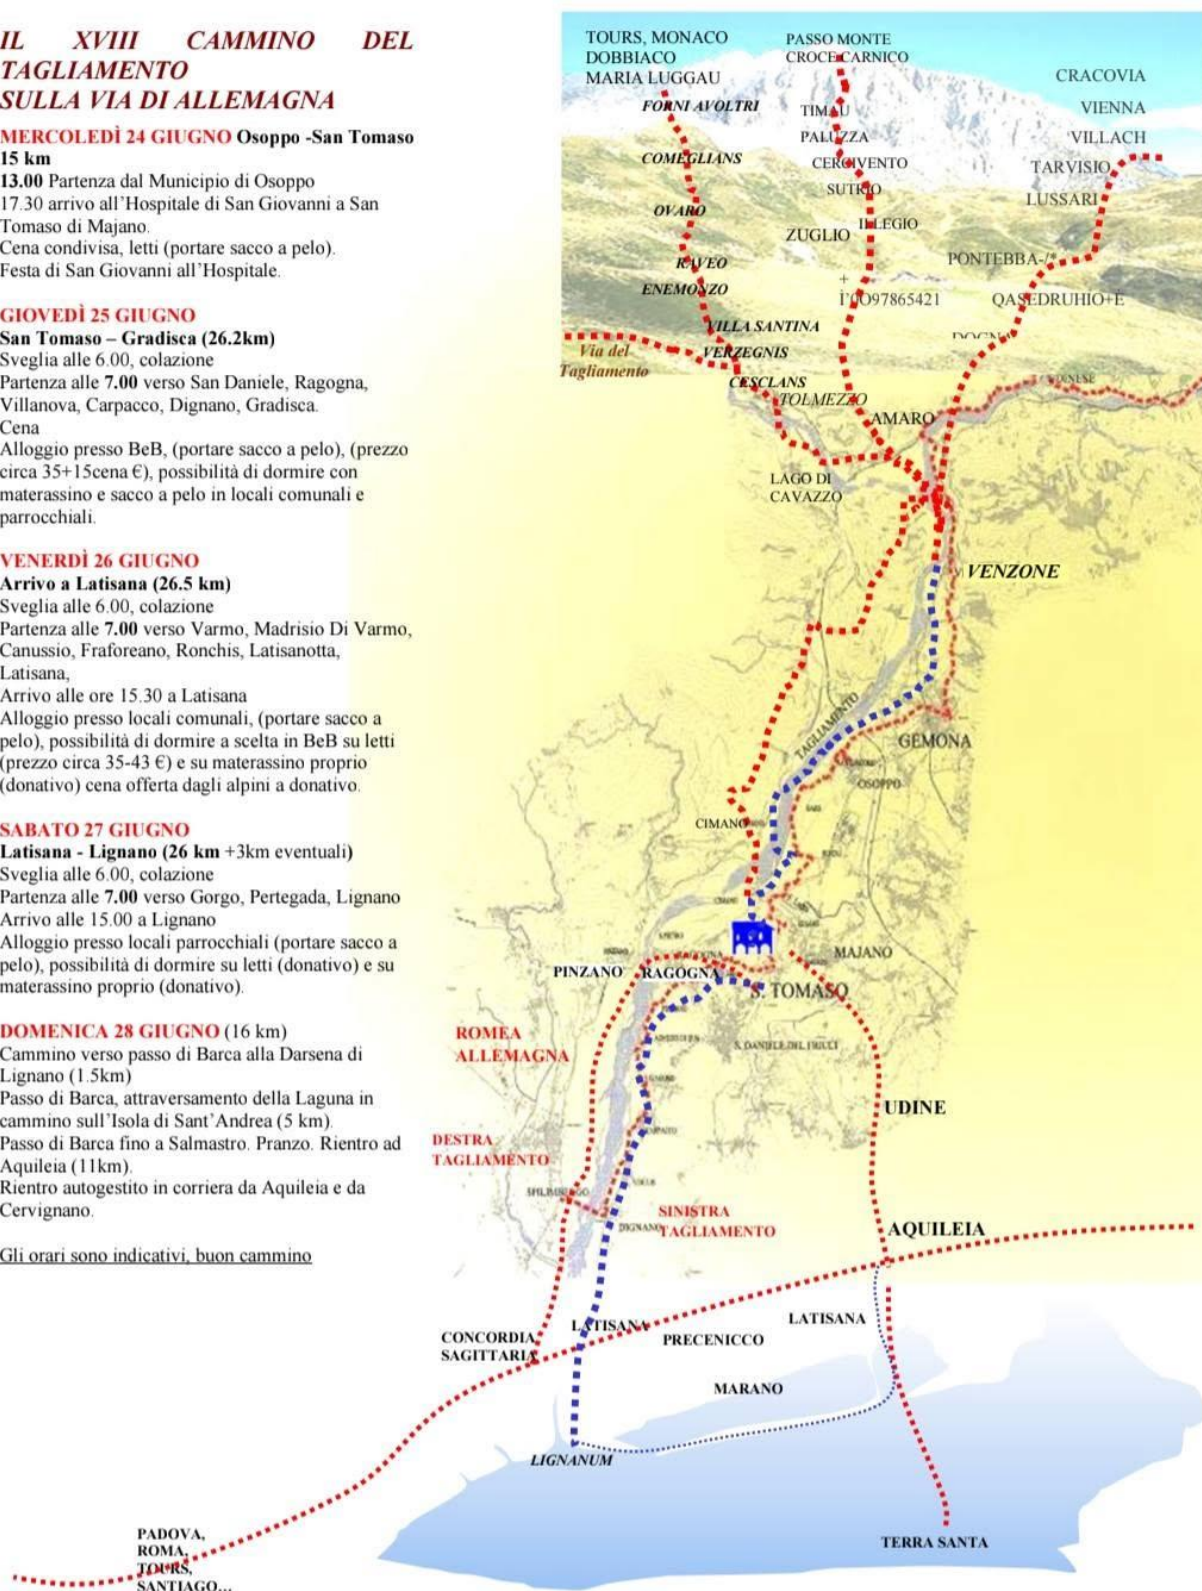 IL XVIII CAMMINO DEL
TAGLIAMENTO
SULLA VIA DI ALLEMAGNA
MERCOLEDÌ 24 GIUGNO Osoppo -San Tomaso
15 km
13.00 Partenza dal Municipio di Osoppo
17.30 arrivo all’Hospitale di San Giovanni a San
Tomaso di Majano.
Cena condivisa, letti (portare sacco a pelo).
Festa di San Giovanni all’Hospitale.
GIOVEDÌ 25 GIUGNO
San Tomaso – Gradisca (26.2km)
Sveglia alle 6.00, colazione
Partenza alle 7.00 verso San Daniele, Ragogna,
Villanova, Carpacco, Dignano, Gradisca.
Cena
Alloggio presso BeB, (portare sacco a pelo), (prezzo
circa 35+15cena €), possibilità di dormire con
materassino e sacco a pelo in locali comunali e
parrocchiali.
VENERDÌ 26 GIUGNO
Arrivo a Latisana (26.5 km)
Sveglia alle 6.00, colazione
Partenza alle 7.00 verso Varmo, Madrisio Di Varmo,
Canussio, Fraforeano, Ronchis, Latisanotta,
Latisana,
Arrivo alle ore 15.30 a Latisana
Alloggio presso locali comunali, (portare sacco a
pelo), possibilità di dormire a scelta in BeB su letti
(prezzo circa 35-43 €) e su materassino proprio
(donativo) cena offerta dagli alpini a donativo.
SABATO 27 GIUGNO
Latisana - Lignano (26 km +3km eventuali)
Sveglia alle 6.00, colazione
Partenza alle 7.00 verso Gorgo, Pertegada, Lignano
Arrivo alle 15.00 a Lignano
Alloggio presso locali parrocchiali (portare sacco a
pelo), possibilità di dormire su letti (donativo) e su
materassino proprio (donativo).
DOMENICA 28 GIUGNO (16 km)
Cammino verso passo di Barca alla Darsena di
Lignano (1.5km)
Passo di Barca, attraversamento della Laguna in
cammino sull’Isola di Sant’Andrea (5 km).
Passo di Barca fino a Salmastro. Pranzo. Rientro ad
Aquileia (11km).
Rientro autogestito in corriera da Aquileia e da
Cervignano.
Gli orari sono indicativi, buon cammino
TOURS, MONACO
DOBBIACO
MARIA LUGGAU
FORNI AVOLTRI
COMEGLIANS
OVARO
RAVEO
ENEMONZO
VILLA SANTINA
VERZEGNIS
CESCLANS
TOLMEZZO
Via del
Tagliamento
PASSO MONTE
CROCE CARNICO
TIMAU
PALUZZA
CERCIVENTO
SUTRIO
ILLEGIO
ZUGLIO
+
Ì'0O97865421
CRACOVIA
VIENNA
VILLACH
TARVISIO
LUSSARI
PONTEBBA-/*
QASEDRUHIO+E
DOGNA
AMARO
LAGO DI
CAVAZZO
VENZONE
TAGLIAMENTO
GEMONA
OSOPPO
CIMANO
MAJANO
PINZANO
RAGOGNA
S. TOMASO
S. DANIELE DEL FRIULI
ROMEA
ALLEMAGNA
UDINE
DESTRA
TAGLIAMENTO
SPILIMBERGO
DIGNANO
SINISTRA
TAGLIAMENTO
AQUILEIA
CONCORDIA
SAGITTARIA
LATISANA
PRECENICCO
LATISANA
MARANO
LIGNANUM
TERRA SANTA
PADOVA,
ROMA,
TOURS,
SANTIAGO...